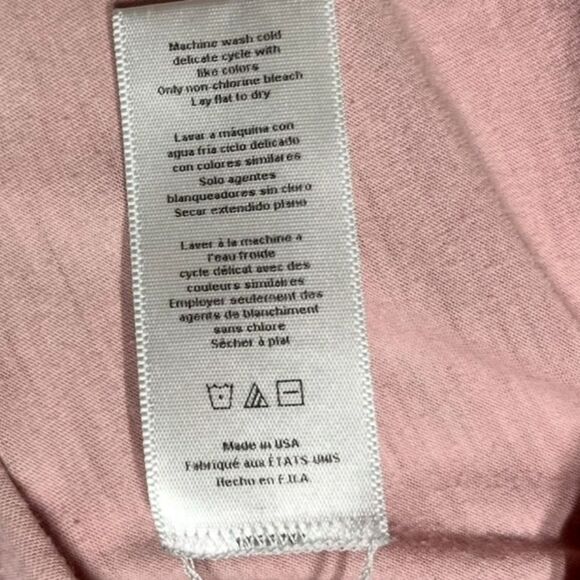 Machine wash cold
delicate cycle with
like colors
Only non-chlorine bleach
Lay flat to dry
Lavar a máquina con
agua fría ciclo delicado
con colores similares
Solo agentes
blanqueadores sin cloro
Secar extendido plano
Laver à la machine a
l'eau froide
cycle délicat avec des
couleurs similaires
Employer seulement des
agents de blanchiment
sans chlore
Sécher à plat
Made in USA
Fabriqué aux ÉTATS-UNIS
Hecho en E.U.A.